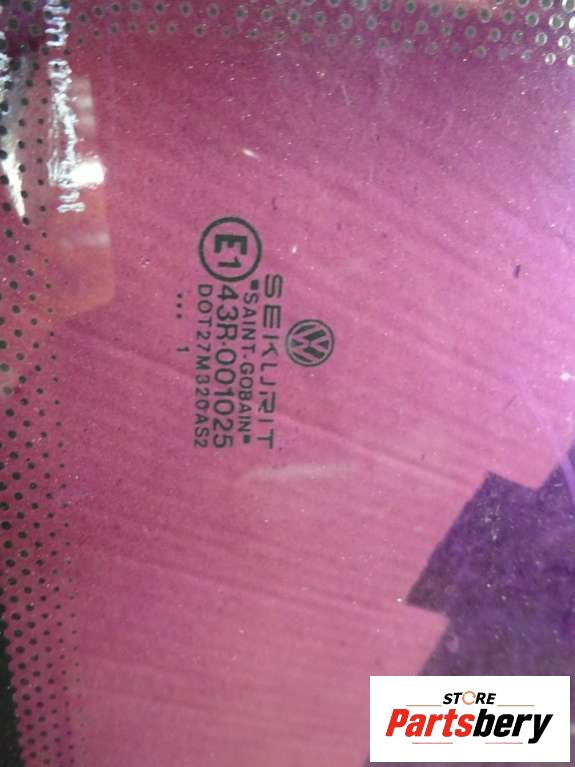 SEKURIT
"SAINT-GOBAIN"
E1 43R-001025
DOT27M320AS2
... 1
STORE
Partsbery